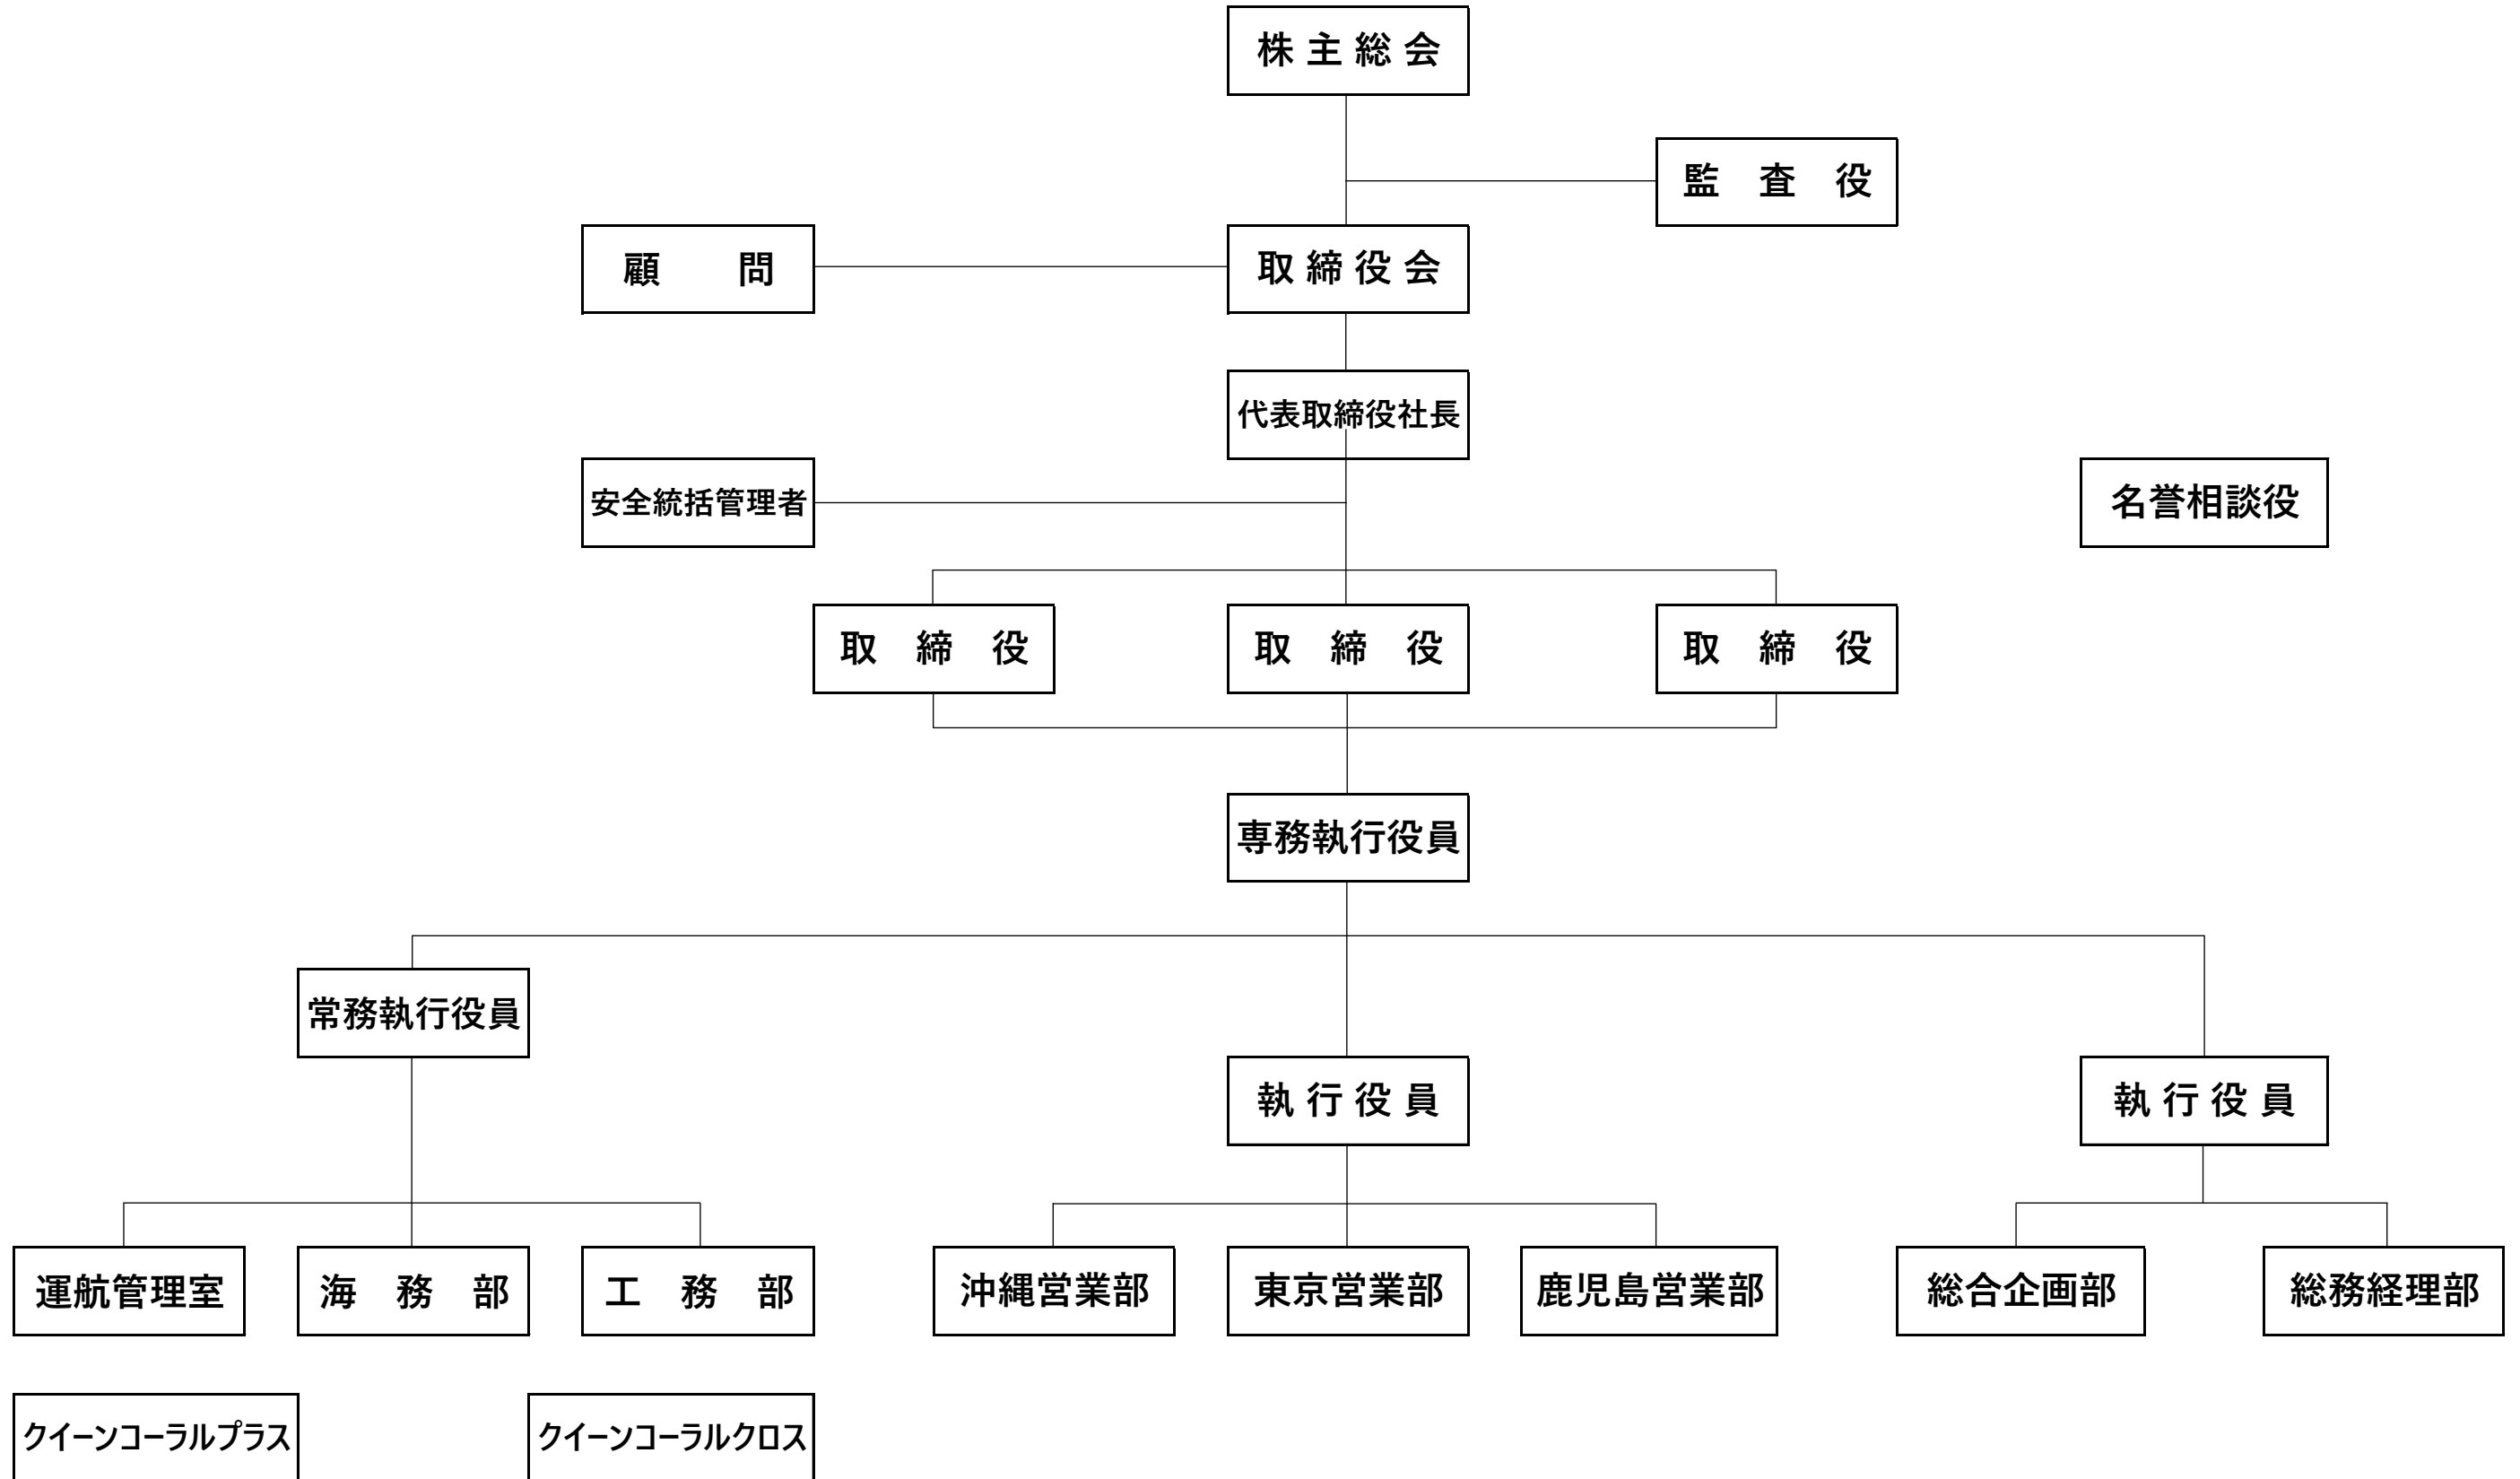 株主総会
監査役
顧問
取締役会
代表取締役社長
安全統括管理者
名誉相談役
取締役
取締役
取締役
専務執行役員
常務執行役員
執行役員
執行役員
運航管理室
海務部
工務部
沖縄営業部
東京営業部
鹿児島営業部
総合企画部
総務経理部
クイーンコーラルプラス
クイーンコーラルクロス